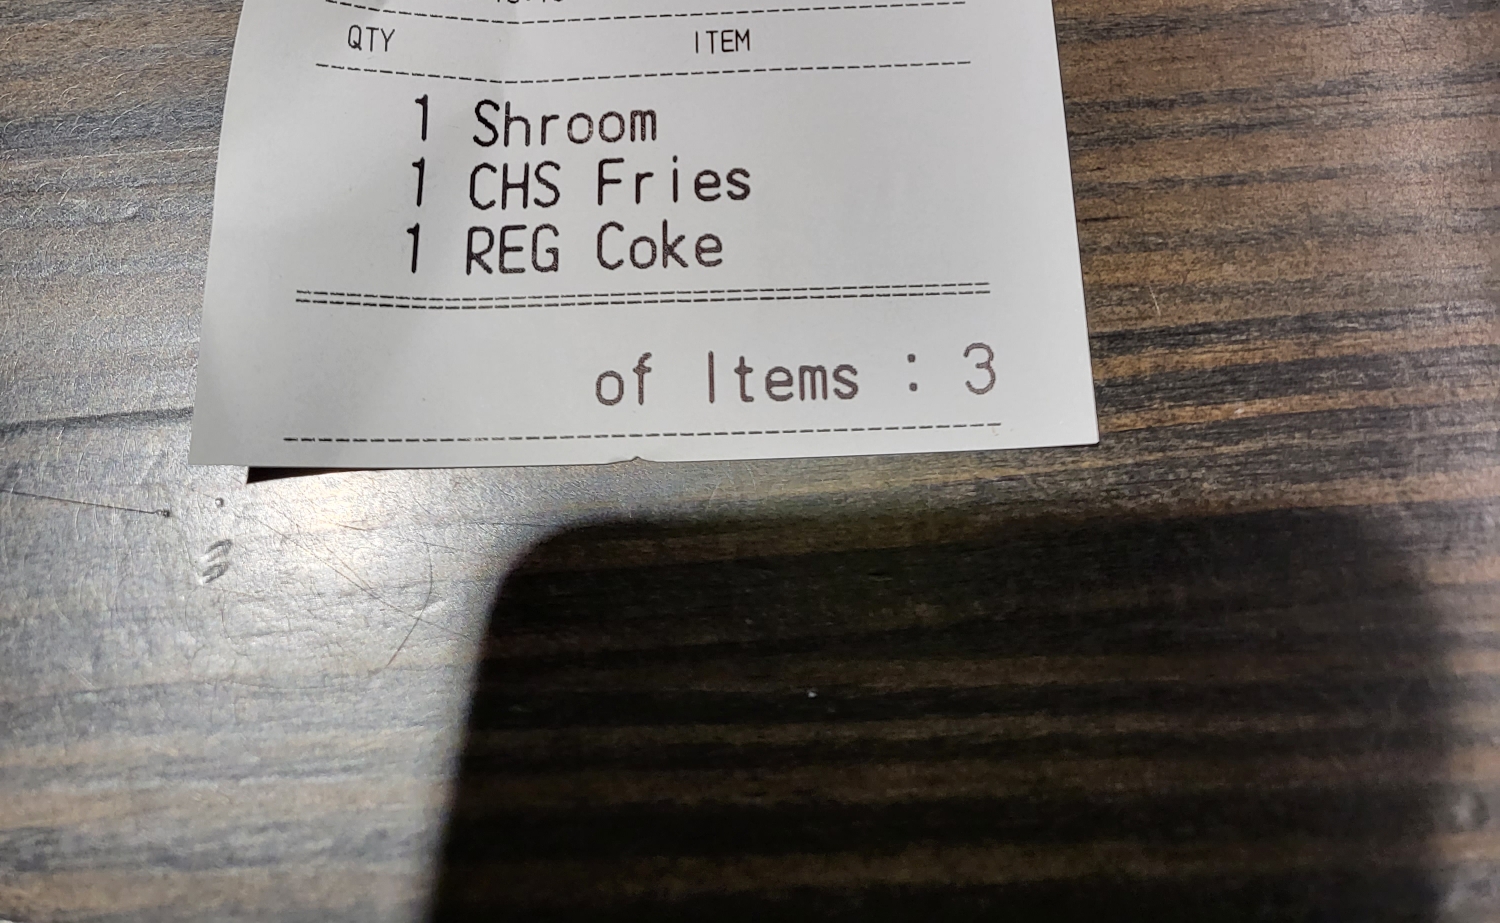 QTY ITEM
1 Shroom
1 CHS Fries
1 REG Coke
of Items : 3